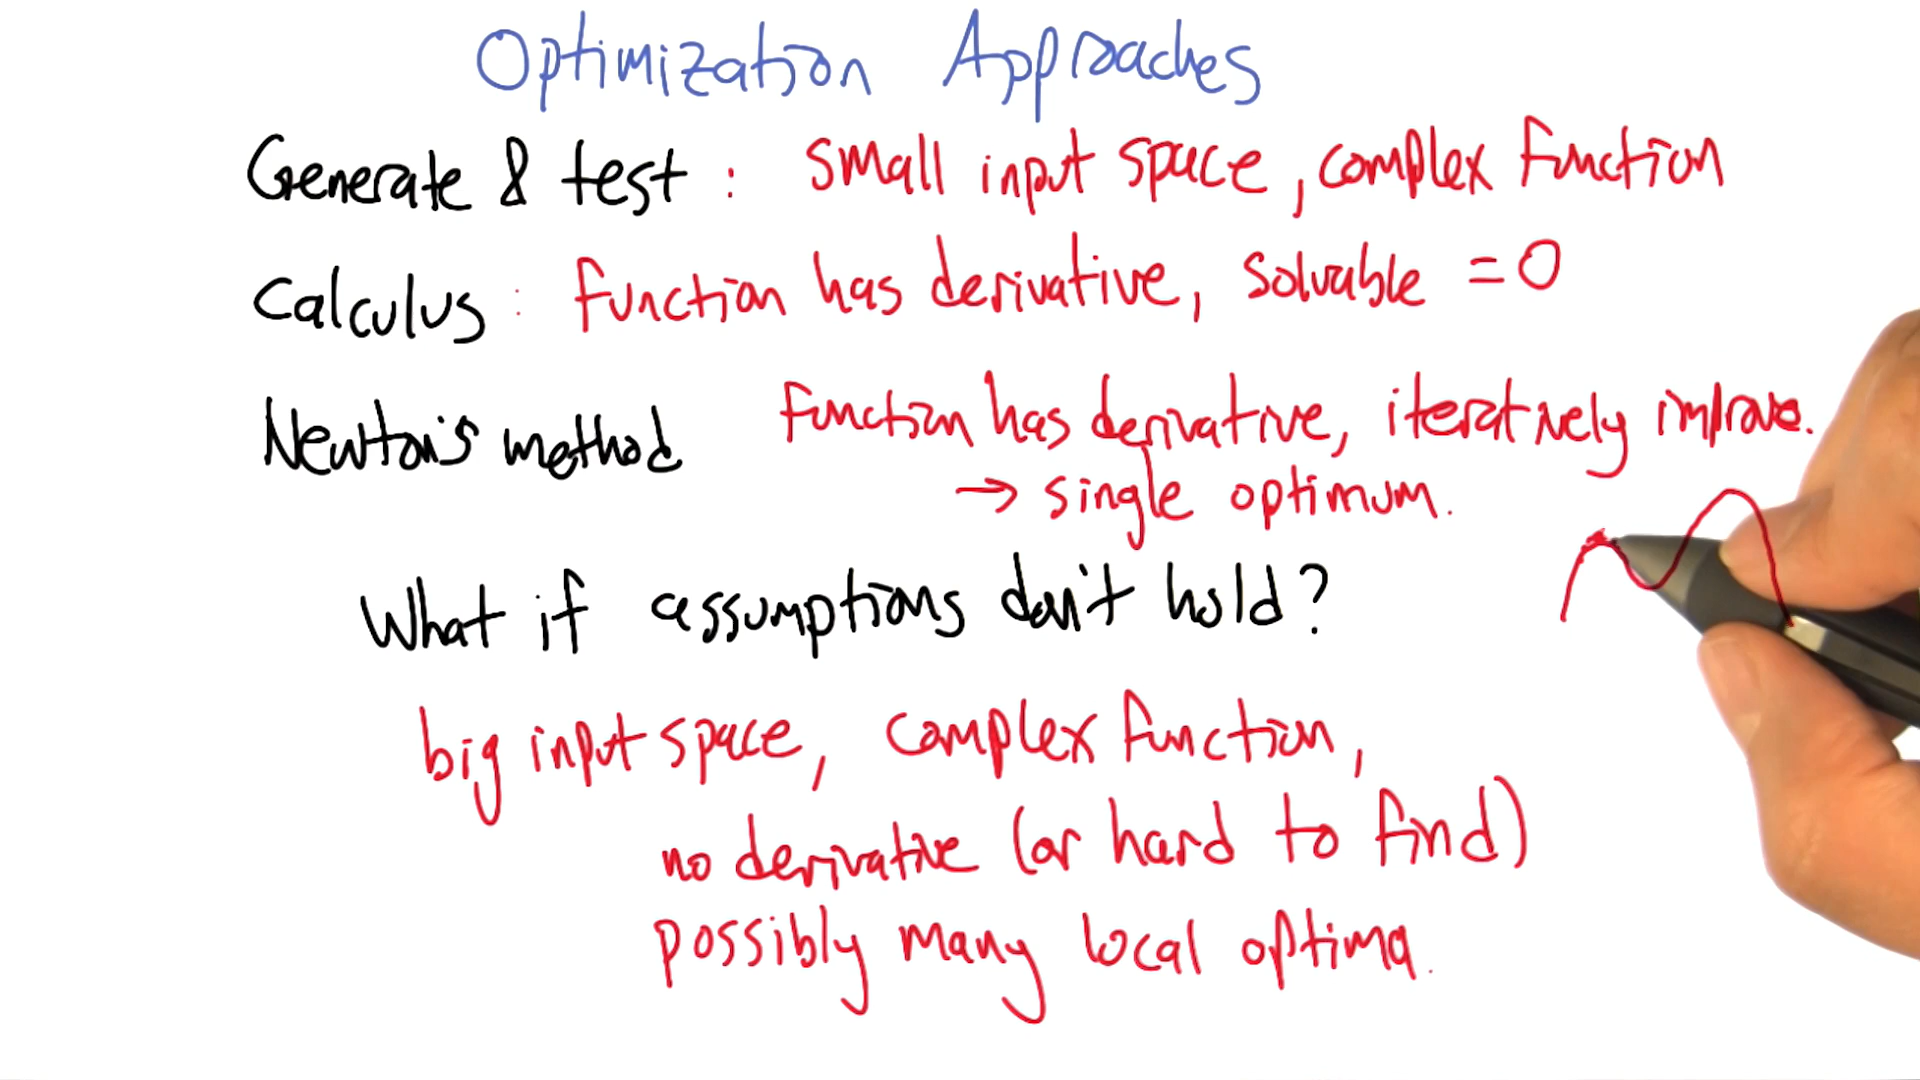 Optimization Approaches
Generate & test : small input space, complex function
Calculus : function has derivative, solvable = 0
Newton's method function has derivative, iteratively improve.
→ single optimum.
What if assumptions don't hold?
big input space, complex function,
no derivative (or hard to find)
possibly many local optima.